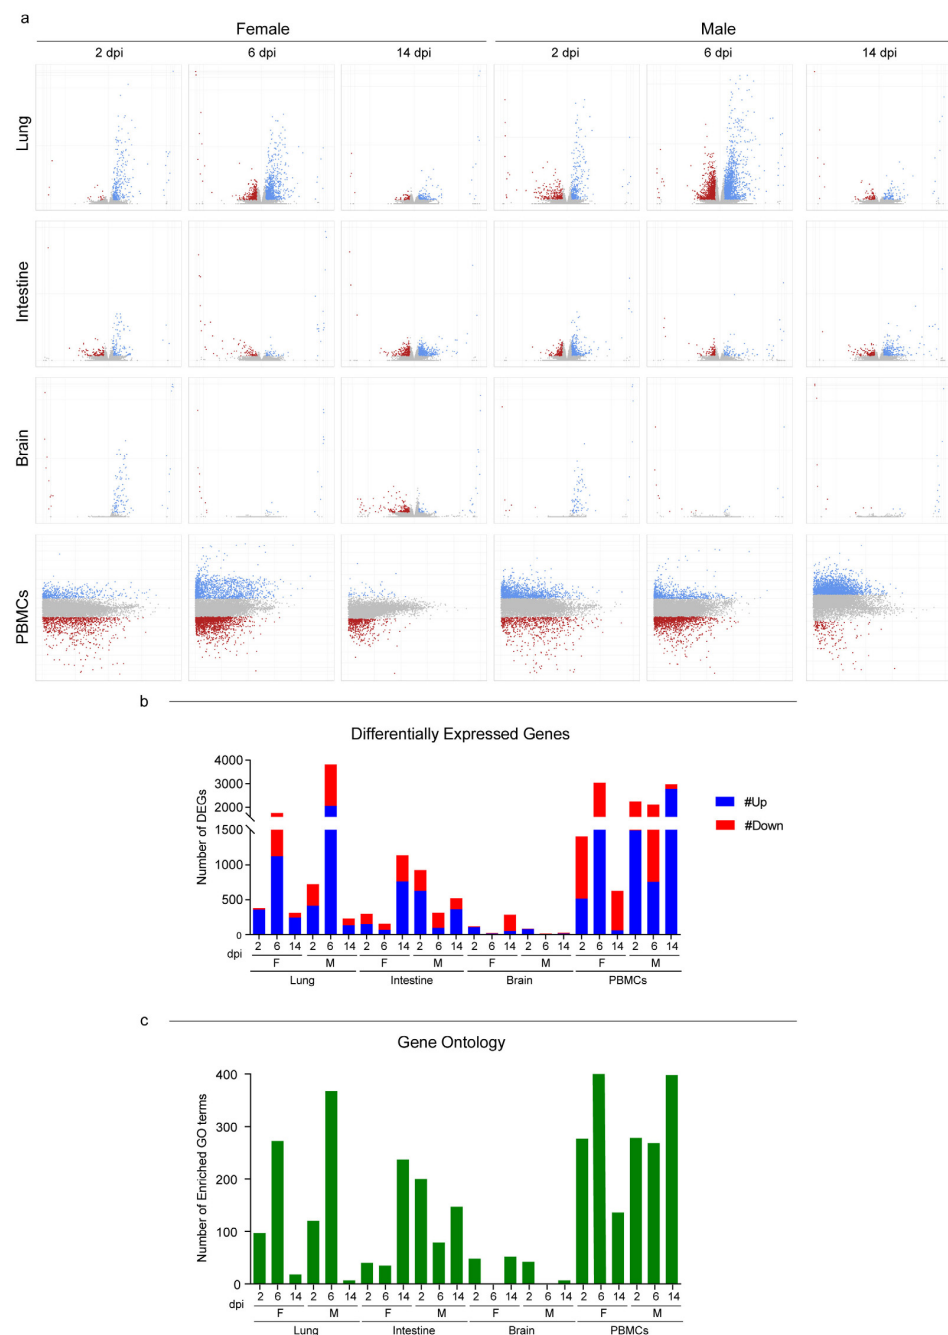 a
Female Male
2 dpi 6 dpi 14 dpi 2 dpi 6 dpi 14 dpi
Lung
Intestine
Brain
PBMCs
b
Differentially Expressed Genes
Number of DEGs
4000
3000
2000
1500
1000
500
0
#Up
#Down
2 6 14 2 6 14 2 6 14 2 6 14 2 6 14 2 6 14 2 6 14 2 6 14
dpi
F M F M F M F M
Lung Intestine Brain PBMCs
c
Gene Ontology
Number of Enriched GO terms
400
300
200
100
0
2 6 14 2 6 14 2 6 14 2 6 14 2 6 14 2 6 14 2 6 14 2 6 14
dpi
F M F M F M F M
Lung Intestine Brain PBMCs